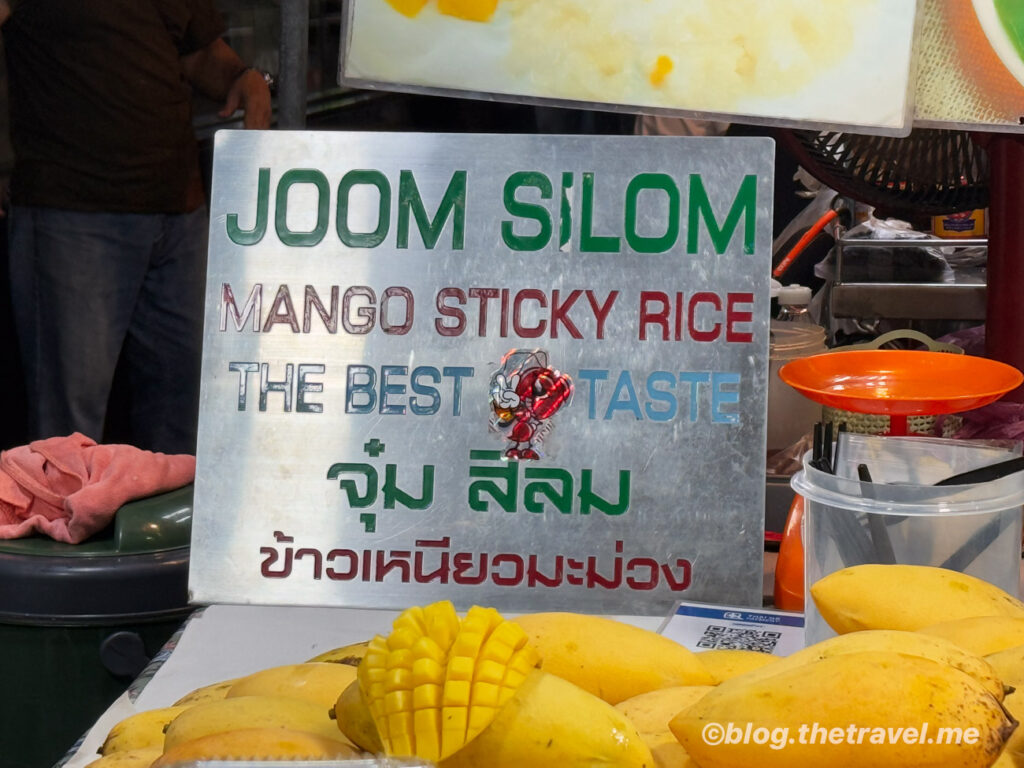 JOOM SiLOM
MANGO STICKY RICE
THE BEST TASTE
จุ๋ม สีลม
ข้าวเหนียวมะม่วง
©blog.thetravel.me